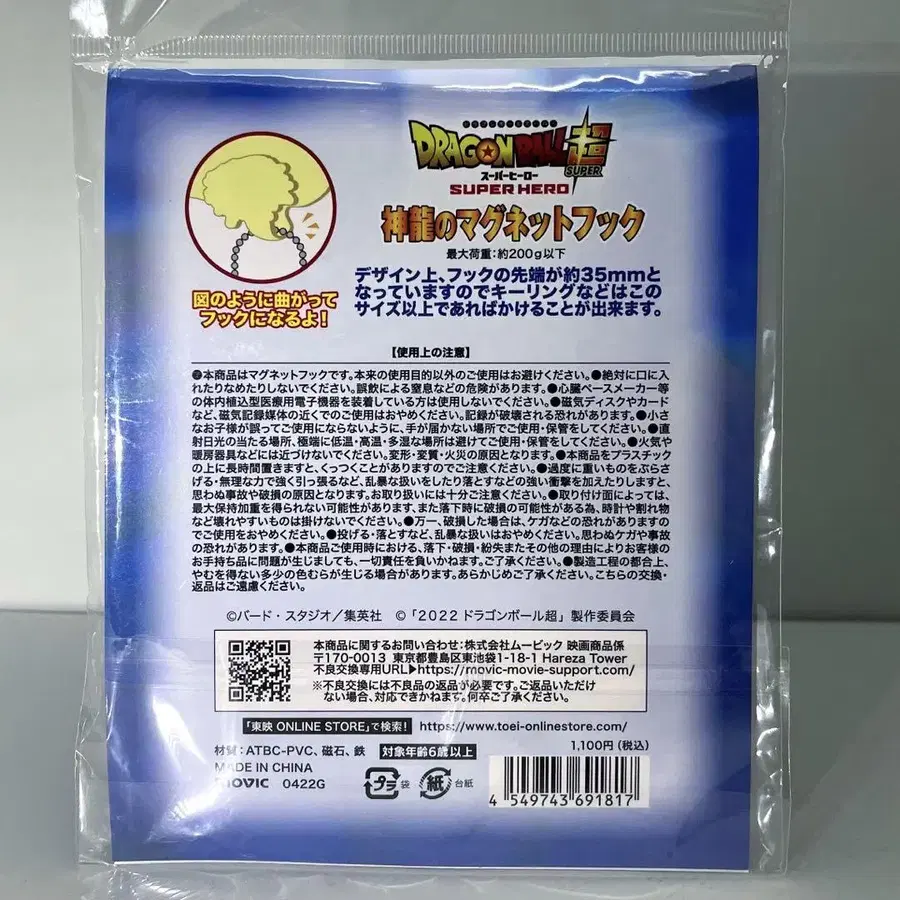 DRAGON BALL超
SUPER
スーパーヒーロー
SUPER HERO
神龍のマグネットフック
最大荷重:約200g以下
デザイン上、フックの先端が約35mmと
なっていますのでキーリングなどはこの
サイズ以上であればかけることが出来ます。
図のように曲がって
フックになるよ!
【使用上の注意】
●本商品はマグネットフックです。本来の使用目的以外のご使用はお避けください。●絶対に口に入
れたりなめたりしないでください。誤飲による窒息などの危険があります。●心臓ペースメーカー等
の体内植込型医療用電子機器を装着している方は使用しないでください。●磁気ディスクやカード
など、磁気記録媒体の近くでのご使用はおやめください。記録が破壊される恐れがあります。●小さ
なお子様が誤ってご使用にならないように、手が届かない場所でご使用・保管をしてください。●直
射日光の当たる場所、極端に低温・高温・多湿な場所は避けてご使用・保管をしてください。●火気や
暖房器具などには近づけないでください。変形・変質・火災の原因となります。●本商品をプラスチック
の上に長時間置きますと、くっつくことがありますのでご注意ください。●過度に重いものをぶらさ
げる・無理な力で強く引っ張るなど、乱暴な扱いをしたり落とすなどの強い衝撃を加えたりしますと、
思わぬ事故や破損の原因となります。お取り扱いには十分ご注意ください。●取り付け面によっては、
最大保持加重を得られない可能性があります、また落下時に破損の可能性がある為、時計や割れ物
など壊れやすいものは掛けないでください。●万一、破損した場合は、ケガなどの恐れがありますの
でご使用をおやめください。●投げる・落とすなど、乱暴な扱いはおやめください。思わぬケガや事故
の恐れがあります。●本商品ご使用時における、落下・破損・紛失またその他の理由によりお客様の
お手持ち品に問題が生じましても、一切責任を負いかねます。ご了承ください。●製造工程の都合上、
やむを得ない多少の色むらが生じる場合があります。あらかじめご了承ください。こちらの交換・
返品はご遠慮ください。
©バード・スタジオ/集英社 ©「2022 ドラゴンボール超」製作委員会
本商品に関するお問い合わせ:株式会社ムービック 映画商品係
〒170-0013 東京都豊島区東池袋1-18-1 Hareza Tower
不良交換専用URL▶https://movic-movie-support.com/
※不良交換には不良品の返品が必要です。ご返品いただけ
ない場合、対応できかねます。何卒ご了承ください。
「東映 ONLINE STORE」で検索! https://www.toei-onlinestore.com/
材質:ATBC-PVC、磁石、鉄 対象年齢6歳以上
1,100円(税込)
MADE IN CHINA
MOVIC 0422G
プラ 袋 紙 台紙
4 549743 691817